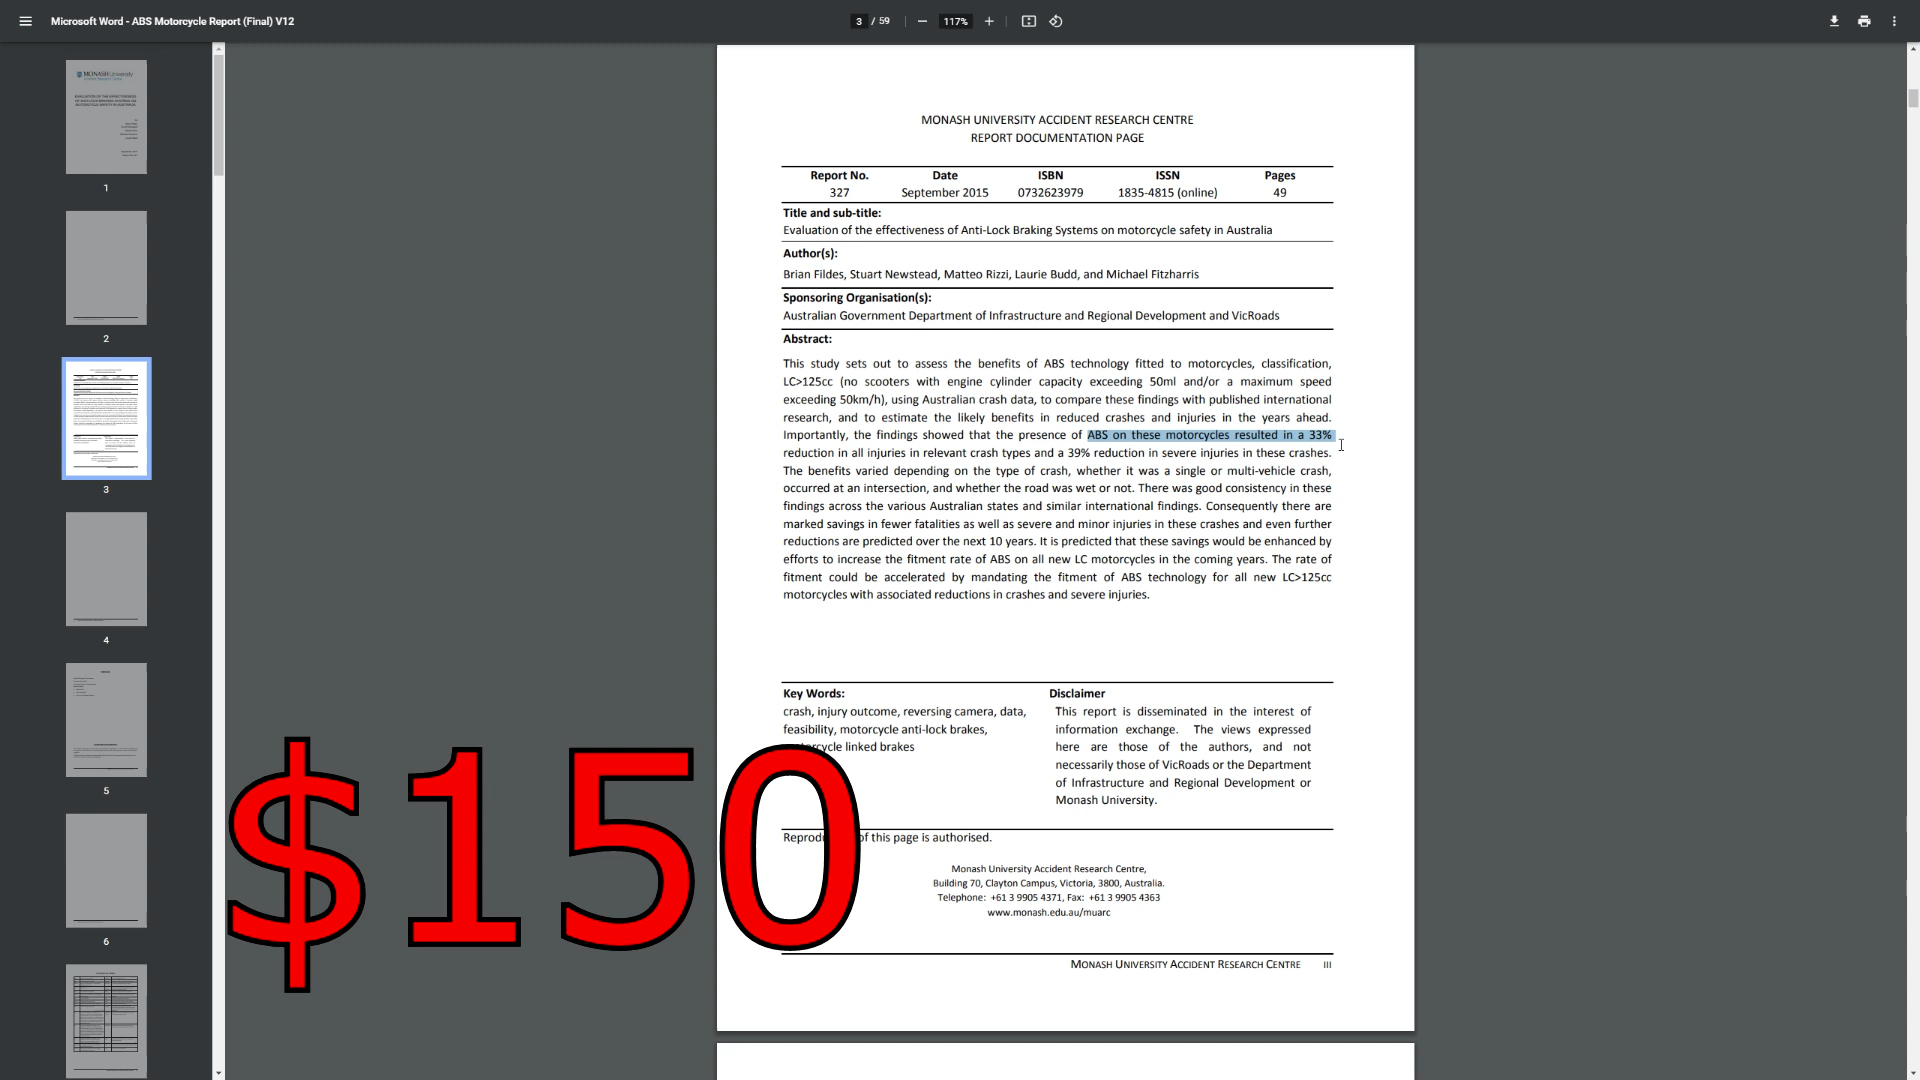 Microsoft Word - ABS Motorcycle Report (Final) V12
3 / 59
117%
MONASH University
1
2
3
4
5
6
MONASH UNIVERSITY ACCIDENT RESEARCH CENTRE
REPORT DOCUMENTATION PAGE
Report No. Date ISBN ISSN Pages
327 September 2015 0732623979 1835-4815 (online) 49
Title and sub-title:
Evaluation of the effectiveness of Anti-Lock Braking Systems on motorcycle safety in Australia
Author(s):
Brian Fildes, Stuart Newstead, Matteo Rizzi, Laurie Budd, and Michael Fitzharris
Sponsoring Organisation(s):
Australian Government Department of Infrastructure and Regional Development and VicRoads
Abstract:
This study sets out to assess the benefits of ABS technology fitted to motorcycles, classification,
LC>125cc (no scooters with engine cylinder capacity exceeding 50ml and/or a maximum speed
exceeding 50km/h), using Australian crash data, to compare these findings with published international
research, and to estimate the likely benefits in reduced crashes and injuries in the years ahead.
Importantly, the findings showed that the presence of ABS on these motorcycles resulted in a 33%
reduction in all injuries in relevant crash types and a 39% reduction in severe injuries in these crashes.
The benefits varied depending on the type of crash, whether it was a single or multi-vehicle crash,
occurred at an intersection, and whether the road was wet or not. There was good consistency in these
findings across the various Australian states and similar international findings. Consequently there are
marked savings in fewer fatalities as well as severe and minor injuries in these crashes and even further
reductions are predicted over the next 10 years. It is predicted that these savings would be enhanced by
efforts to increase the fitment rate of ABS on all new LC motorcycles in the coming years. The rate of
fitment could be accelerated by mandating the fitment of ABS technology for all new LC>125cc
motorcycles with associated reductions in crashes and severe injuries.
Key Words:
crash, injury outcome, reversing camera, data,
feasibility, motorcycle anti-lock brakes,
linked brakes
Disclaimer
This report is disseminated in the interest of
information exchange. The views expressed
here are those of the authors, and not
necessarily those of VicRoads or the Department
of Infrastructure and Regional Development or
Monash University.
of this page is authorised.
Monash University Accident Research Centre,
Building 70, Clayton Campus, Victoria, 3800, Australia.
Telephone: +61 3 9905 4371, Fax: +61 3 9905 4363
www.monash.edu.au/muarc
MONASH UNIVERSITY ACCIDENT RESEARCH CENTRE III
$150